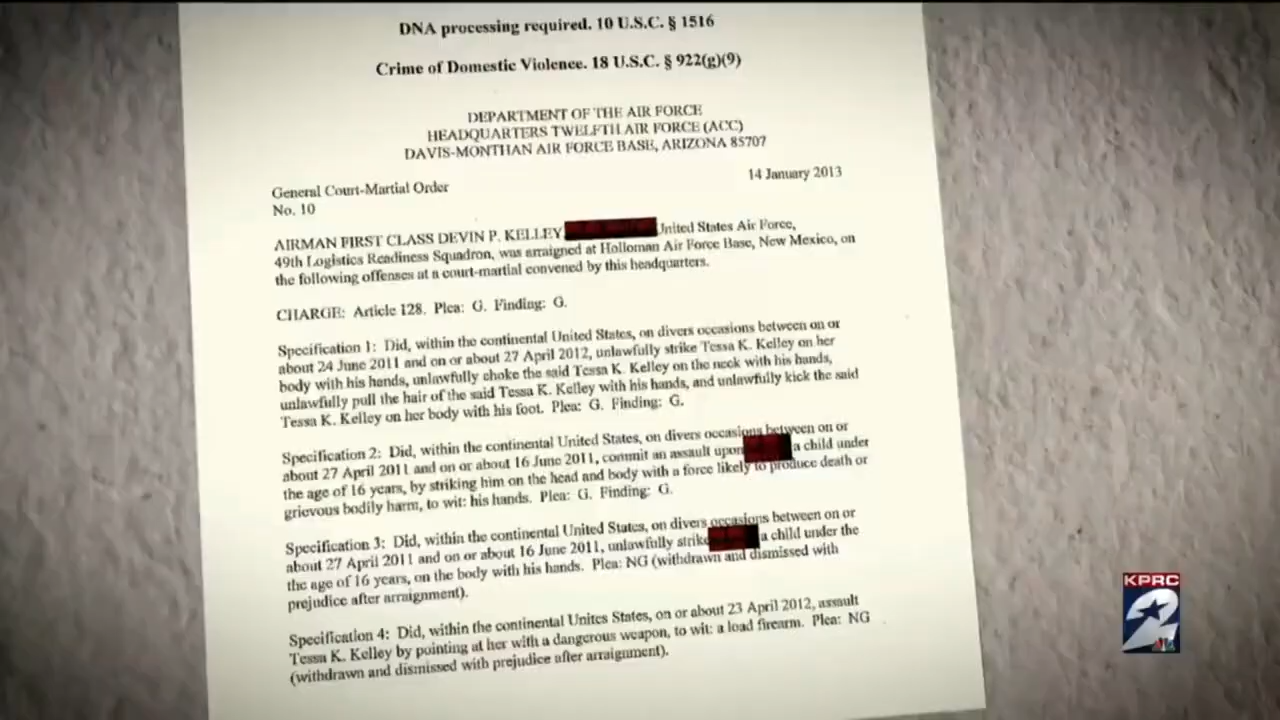 DNA processing required. 10 U.S.C. § 1516
Crime of Domestic Violence. 18 U.S.C. § 922(g)(9)
DEPARTMENT OF THE AIR FORCE
HEADQUARTERS TWELFTH AIR FORCE (ACC)
DAVIS-MONTHAN AIR FORCE BASE, ARIZONA 85707
General Court-Martial Order
No. 10
14 January 2013
AIRMAN FIRST CLASS DEVIN P. KELLEY United States Air Force,
49th Logistics Readiness Squadron, was arraigned at Holloman Air Force Base, New Mexico, on
the following offenses at a court-martial convened by this headquarters.
CHARGE: Article 128. Plea: G. Finding: G.
Specification 1: Did, within the continental United States, on divers occasions between on or
about 24 June 2011 and on or about 27 April 2012, unlawfully strike Tessa K. Kelley on her
body with his hands, unlawfully choke the said Tessa K. Kelley on the neck with his hands,
unlawfully pull the hair of the said Tessa K. Kelley with his hands, and unlawfully kick the said
Tessa K. Kelley on her body with his foot. Plea: G. Finding: G.
Specification 2: Did, within the continental United States, on divers occasions between on or
about 27 April 2011 and on or about 16 June 2011, commit an assault upon a child under
the age of 16 years, by striking him on the head and body with a force likely to produce death or
grievous bodily harm, to wit: his hands. Plea: G. Finding: G.
Specification 3: Did, within the continental United States, on divers occasions between on or
about 27 April 2011 and on or about 16 June 2011, unlawfully strike a child under the
the age of 16 years, on the body with his hands. Plea: NG (withdrawn and dismissed with
prejudice after arraignment).
Specification 4: Did, within the continental Unites States, on or about 23 April 2012, assault
Tessa K. Kelley by pointing at her with a dangerous weapon, to wit: a load firearm. Plea: NG
(withdrawn and dismissed with prejudice after arraignment).
KPRC
2